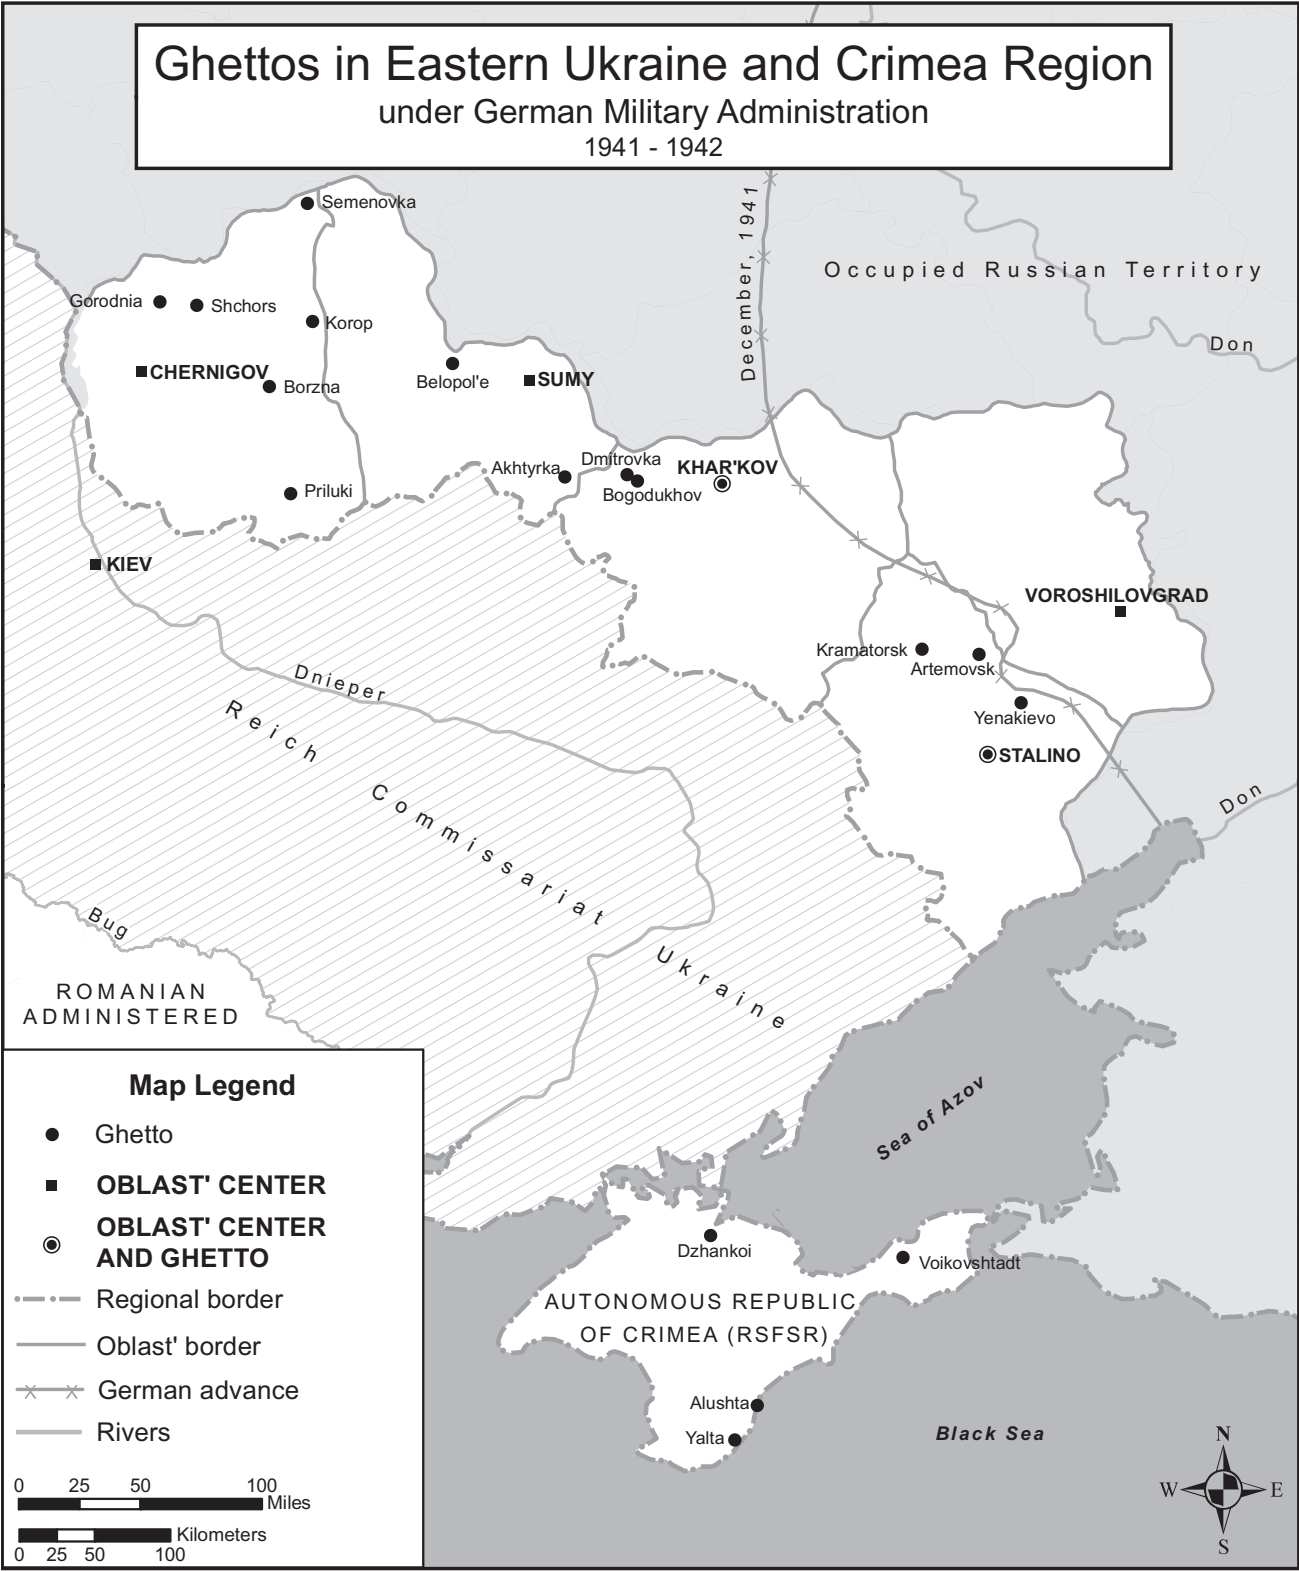 Ghettos in Eastern Ukraine and Crimea Region
under German Military Administration
1941 - 1942
December, 1941
Occupied Russian Territory
Don
Semenovka
Gorodnia
Shchors
Korop
CHERNIGOV
Borzna
Belopol'e
SUMY
Priluki
Akhtyrka
Dmitrovka
Bogodukhov
KHAR'KOV
KIEV
VOROSHILOVGRAD
Kramatorsk
Artemovsk
Yenakievo
STALINO
Dnieper
Reich
Commissariat
Ukraine
Don
Bug
ROMANIAN
ADMINISTERED
Sea of Azov
Dzhankoi
Voikovshtadt
AUTONOMOUS REPUBLIC
OF CRIMEA (RSFSR)
Alushta
Yalta
Black Sea
Map Legend
Ghetto
OBLAST' CENTER
OBLAST' CENTER
AND GHETTO
Regional border
Oblast' border
German advance
Rivers
0 25 50 100
Miles
Kilometers
0 25 50 100
N
W E
S